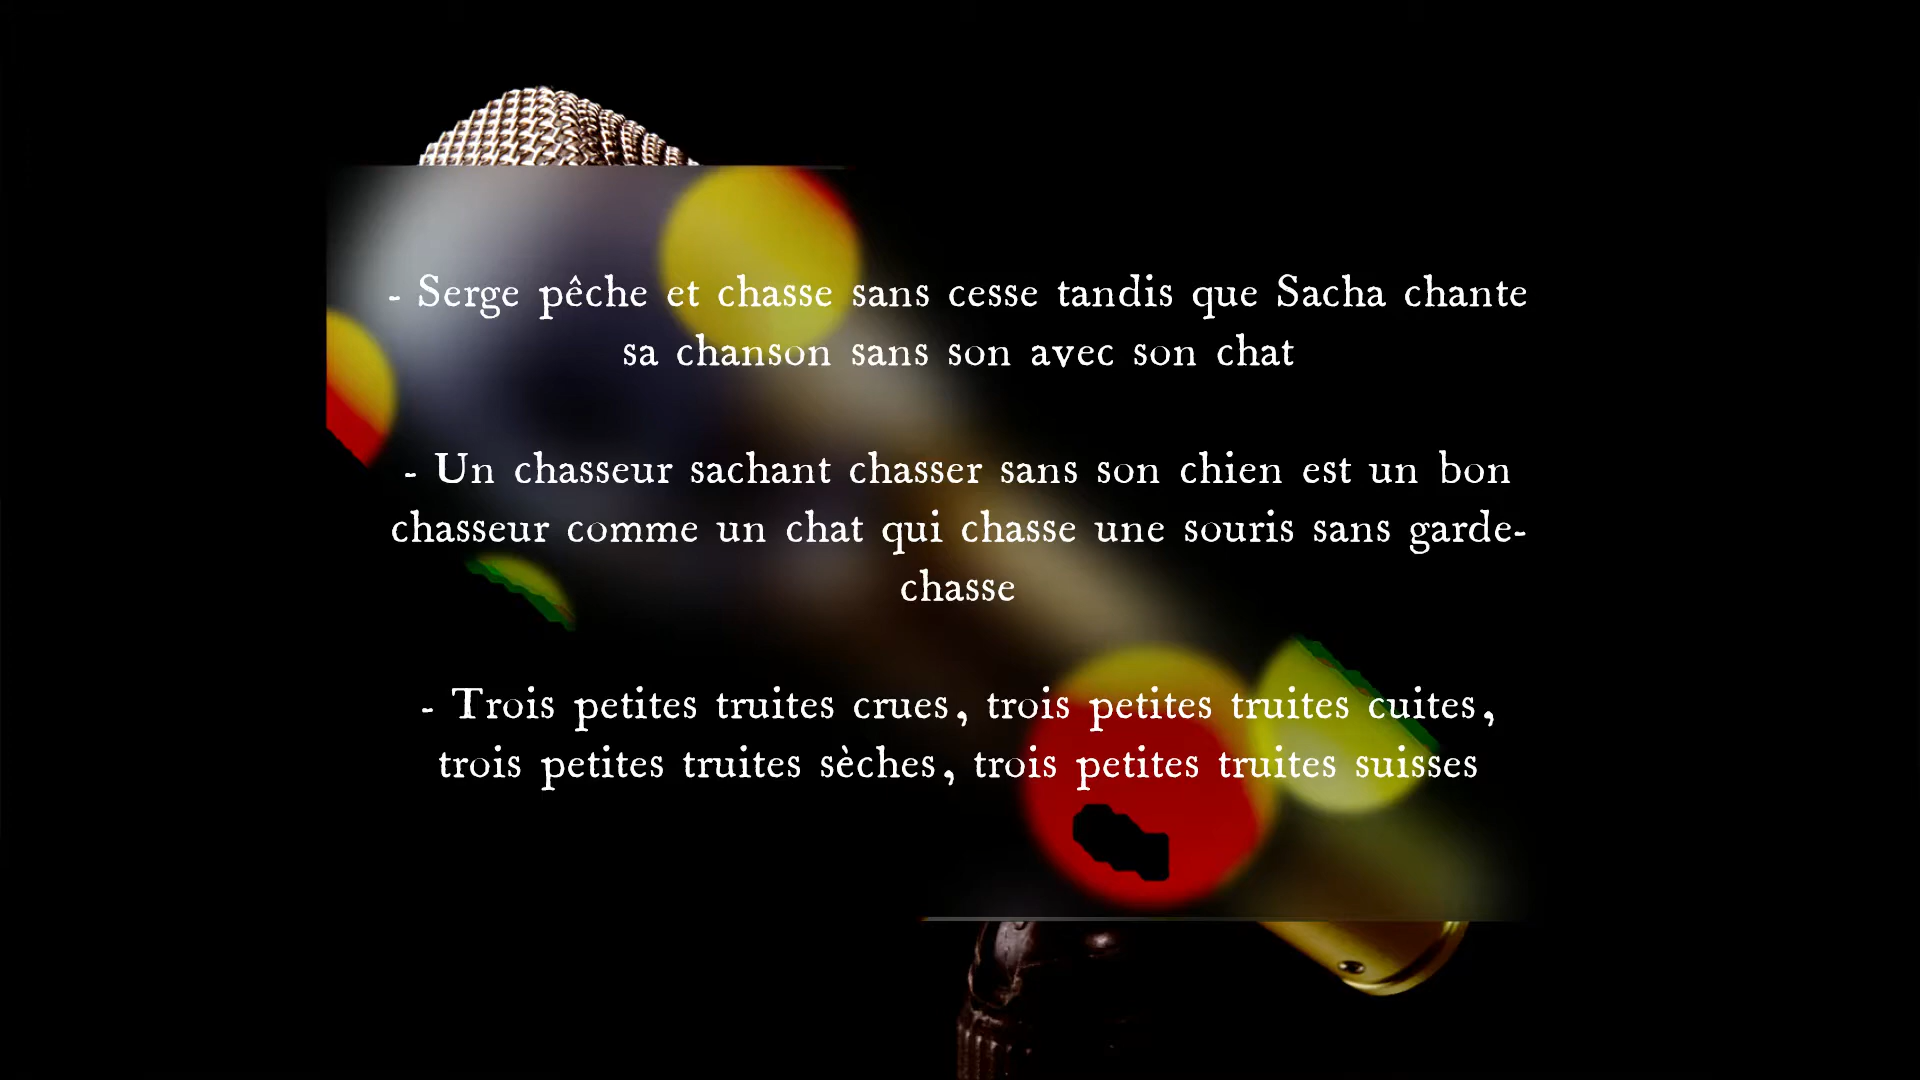 - Serge pêche et chasse sans cesse tandis que Sacha chante
sa chanson sans son avec son chat
- Un chasseur sachant chasser sans son chien est un bon
chasseur comme un chat qui chasse une souris sans garde-
chasse
- Trois petites truites crues, trois petites truites cuites,
trois petites truites sèches, trois petites truites suisses